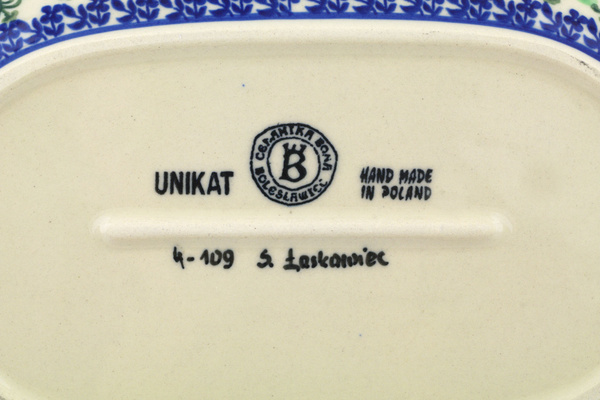 UNIKAT
CERAMIKA BONA
BOLESŁAWIEC
B
HAND MADE
IN POLAND
4-109 S. Łaskawiec